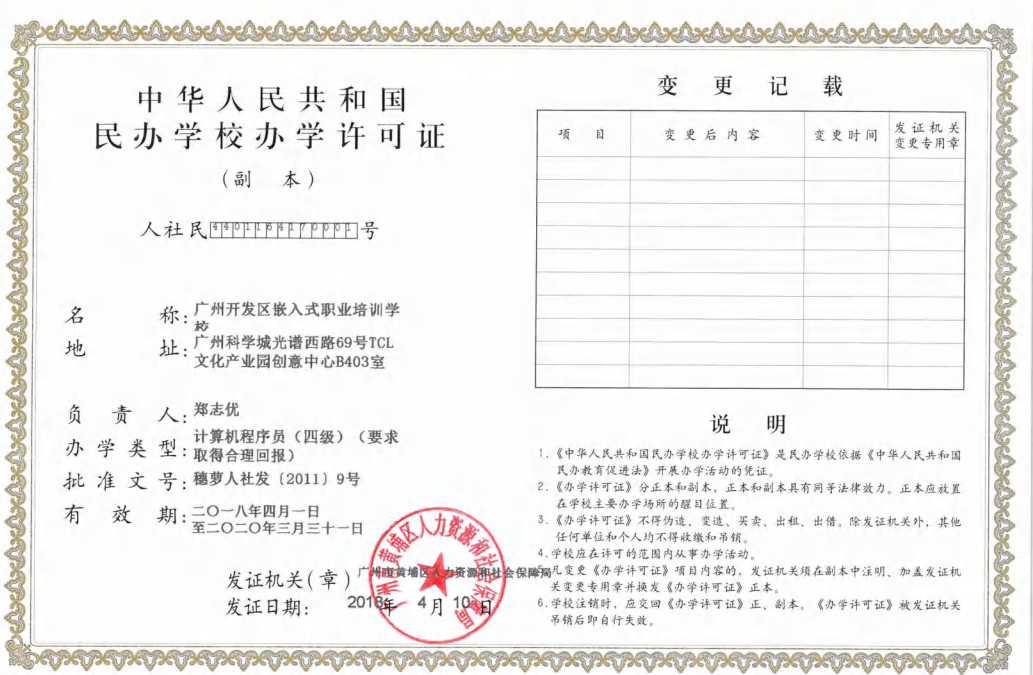 中华人民共和国
民办学校办学许可证
（副 本）
人社民4401164170001号
名 称：广州开发区嵌入式职业培训学
校
地 址：广州科学城光谱西路69号TCL
文化产业园创意中心B403室
负 责 人：郑志优
办 学 类 型：计算机程序员（四级）（要求
取得合理回报）
批 准 文 号：穗萝人社发〔2011〕9号
有 效 期：二〇一八年四月一日
至二〇二〇年三月三十一日
发证机关（章）广州市黄埔区人力资源和社会保障局
发证日期： 2018年 4月 10日
广州市黄埔区人力资源和社会保障局
变 更 记 载
项 目 变更后内容 变更时间 发证机关
变更专用章
说 明
1.《中华人民共和国民办学校办学许可证》是民办学校依据《中华人民共和国
民办教育促进法》开展办学活动的凭证。
2.《办学许可证》分正本和副本，正本和副本具有同等法律效力。正本应放置
在学校主要办学场所的醒目位置。
3.《办学许可证》不得伪造、变造、买卖、出租、出借。除发证机关外，其他
任何单位和个人均不得收缴和吊销。
4.学校应在许可的范围内从事办学活动。
5.凡变更《办学许可证》项目内容的，发证机关须在副本中注明、加盖发证机
关变更专用章并换发《办学许可证》正本。
6.学校注销时，应交回《办学许可证》正、副本。《办学许可证》被发证机关
吊销后即自行失效。